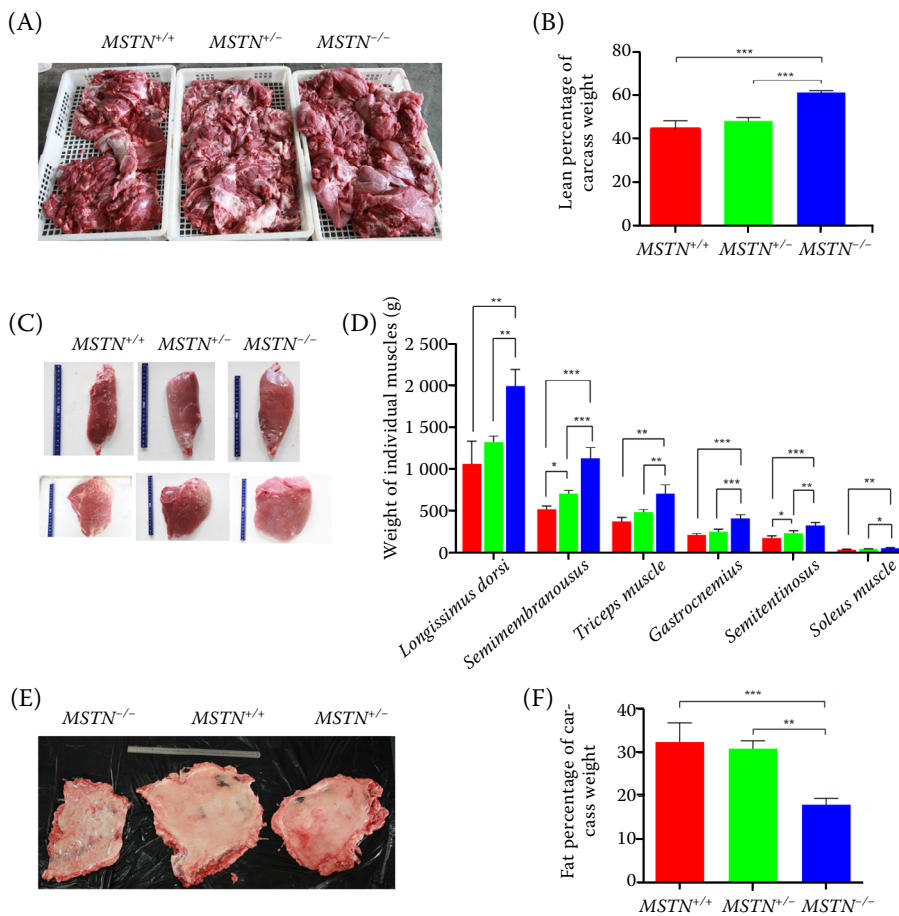 (A)
MSTN+/+ MSTN+/− MSTN−/−
(B)
Lean percentage of
carcass weight
80
60
40
20
0
*** 
***
MSTN+/+ MSTN+/− MSTN−/−
(C)
MSTN+/+ MSTN+/− MSTN−/−
(D)
Weight of individual muscles (g)
2 500
2 000
1 500
1 000
500
0
** ** * *** *** ** ** *** *** * *** ** ** *
Longissimus dorsi
Semimembranousus
Triceps muscle
Gastrocnemius
Semitentinosus
Soleus muscle
(E)
MSTN−/− MSTN+/+ MSTN+/−
(F)
Fat percentage of car-
cass weight
40
30
20
10
0
***
**
MSTN+/+ MSTN+/− MSTN−/−